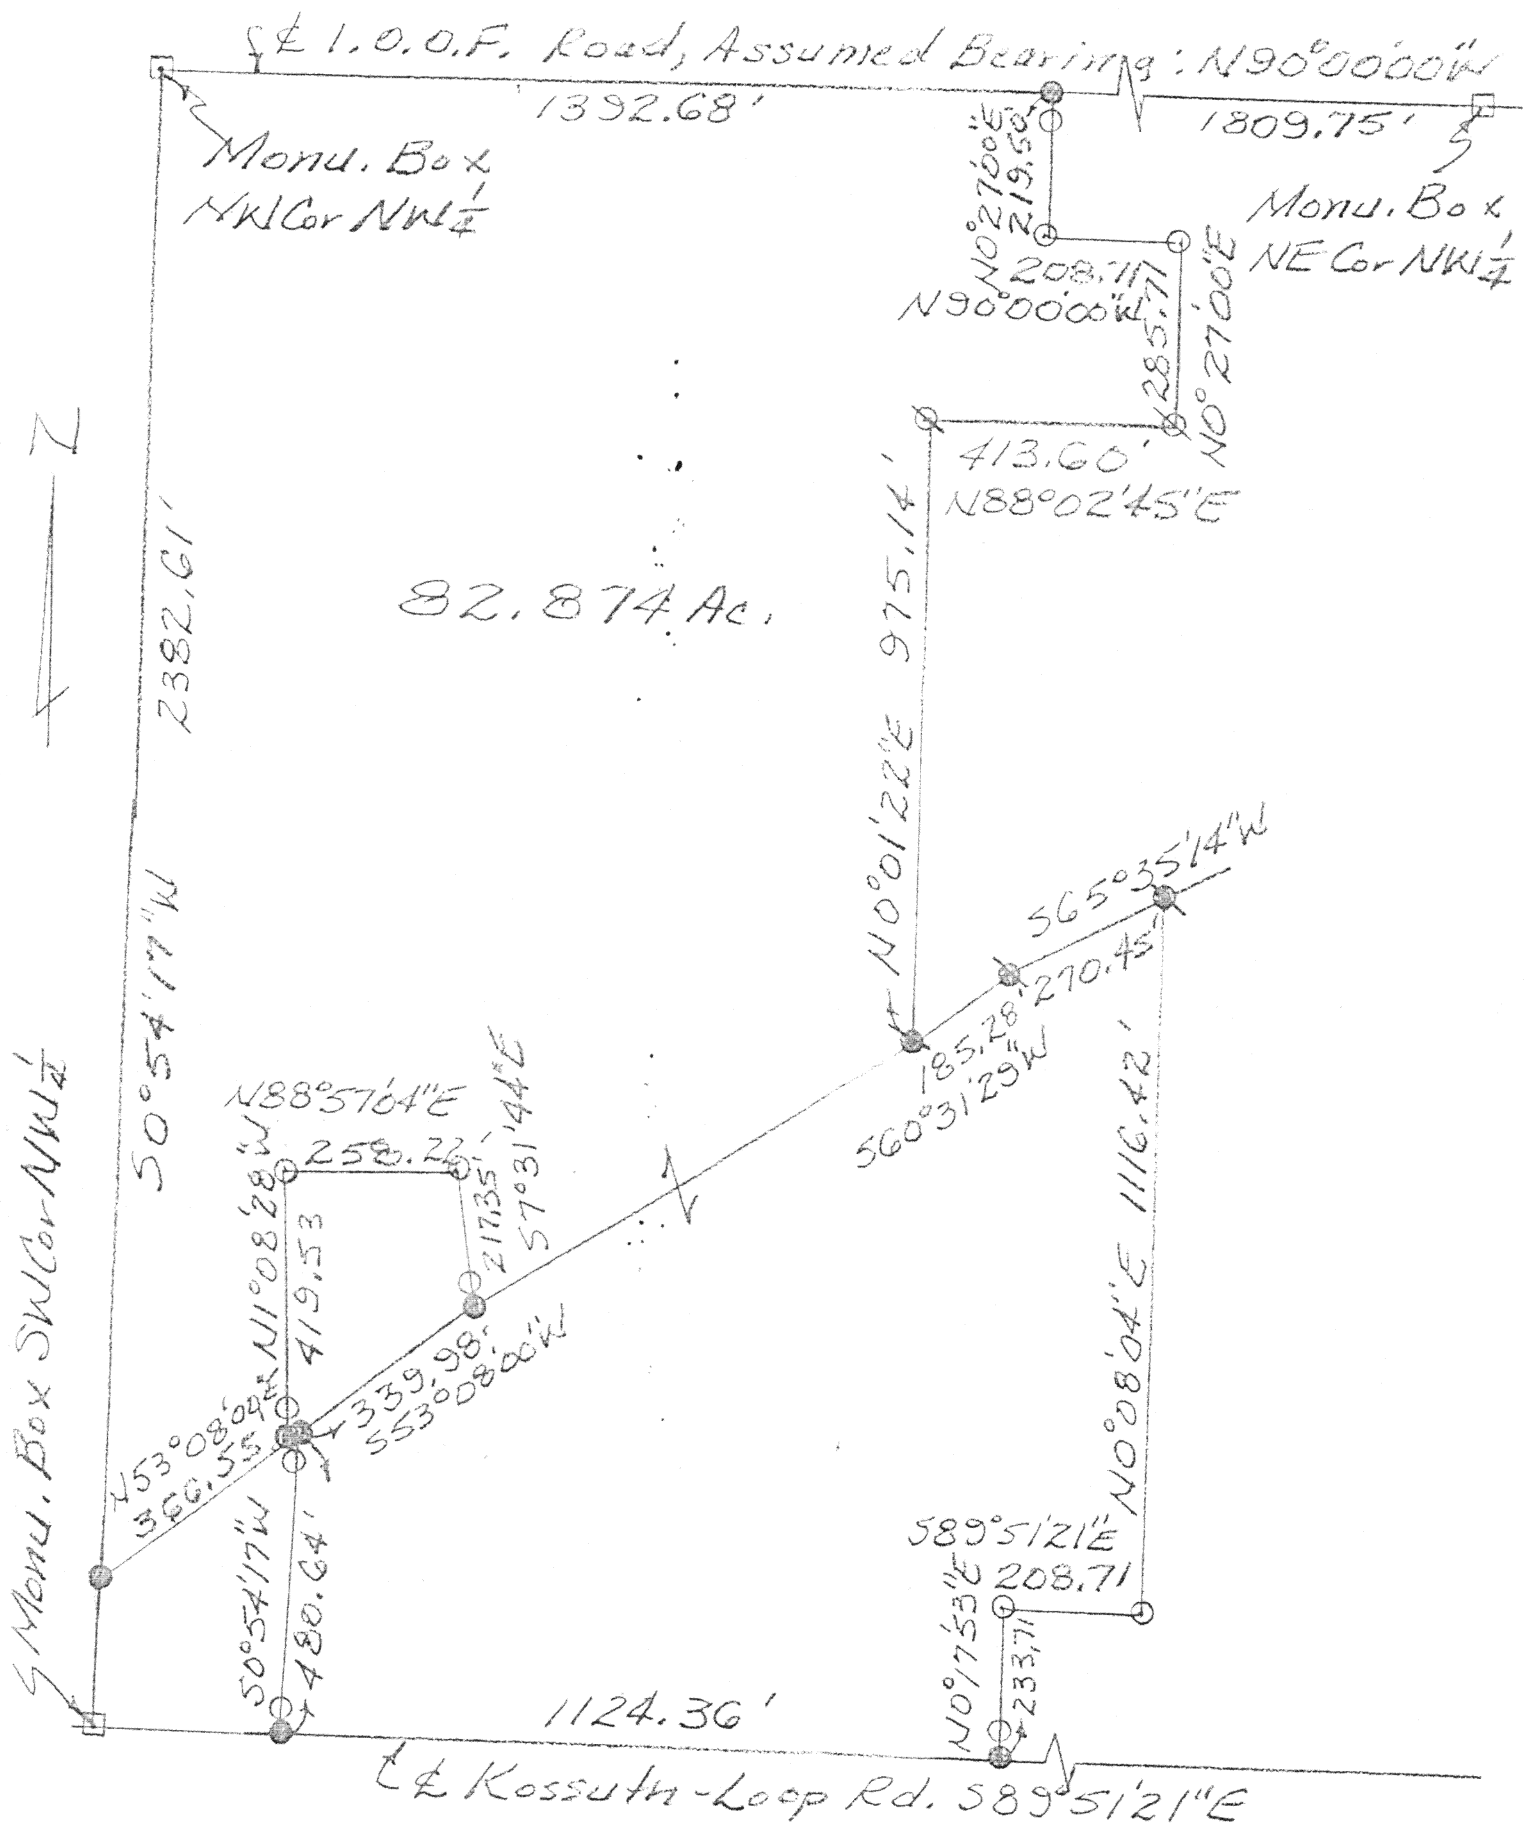 ℄ I.O.O.F. Road, Assumed Bearing: N90°00'00"W
1392.68'
1809.75'
Monu. Box
NW Cor NW¼
N0°27'00"E
219.50'
Monu. Box
NE Cor NW¼
208.71
N90°00'00"W
285.71
N0°27'00"E
N
413.60'
N88°02'45"E
2382.61'
S0°54'17"W
82.874 Ac.
N0°01'22"E 975.14'
S65°35'14"W
270.45'
185.28'
S60°31'29"W
N0°08'04"E 1116.42'
N88°57'04"E
258.22'
217.35'
S7°31'44"E
N1°08'28"W
419.53
339.98'
S53°08'00"W
366.55
Monu. Box SW Cor NW¼
S0°54'17"W
480.64'
S89°51'21"E
208.71
N0°17'53"E
233.71
1124.36'
℄ Kossuth-Loop Rd. S89°51'21"E